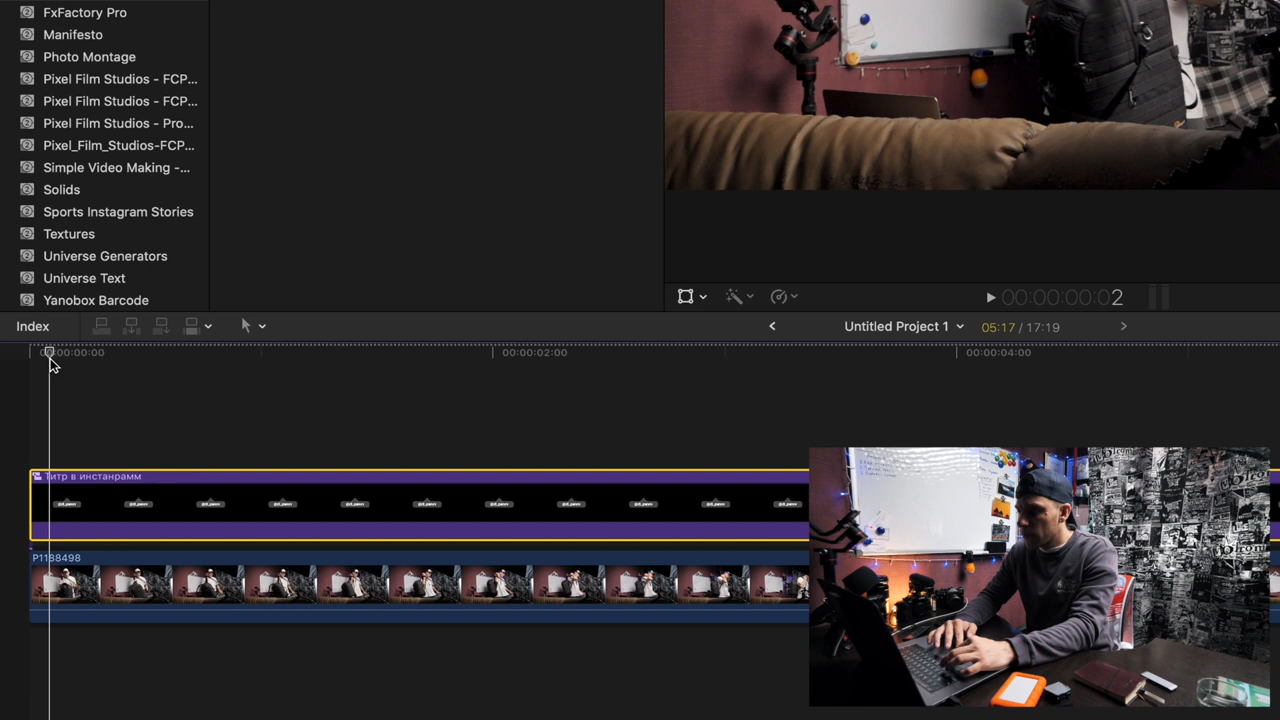 FxFactory Pro
Manifesto
Photo Montage
Pixel Film Studios - FCP...
Pixel Film Studios - FCP...
Pixel Film Studios - Pro...
Pixel_Film_Studios-FCP...
Simple Video Making -...
Solids
Sports Instagram Stories
Textures
Universe Generators
Universe Text
Yanobox Barcode
00:00:00:02
Index
Untitled Project 1
05:17 / 17:19
00:00:00:00
00:00:02:00
00:00:04:00
Титр в инстанрамм
P1188498